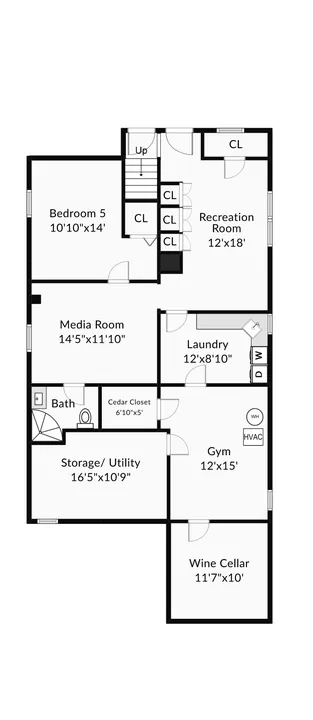 Up
CL
CL
CL
CL
CL
Bedroom 5
10'10"x14'
Recreation
Room
12'x18'
Media Room
14'5"x11'10"
Laundry
12'x8'10"
W
D
Bath
Cedar Closet
6'10"x5'
WH
HVAC
Gym
12'x15'
Storage/ Utility
16'5"x10'9"
Wine Cellar
11'7"x10'